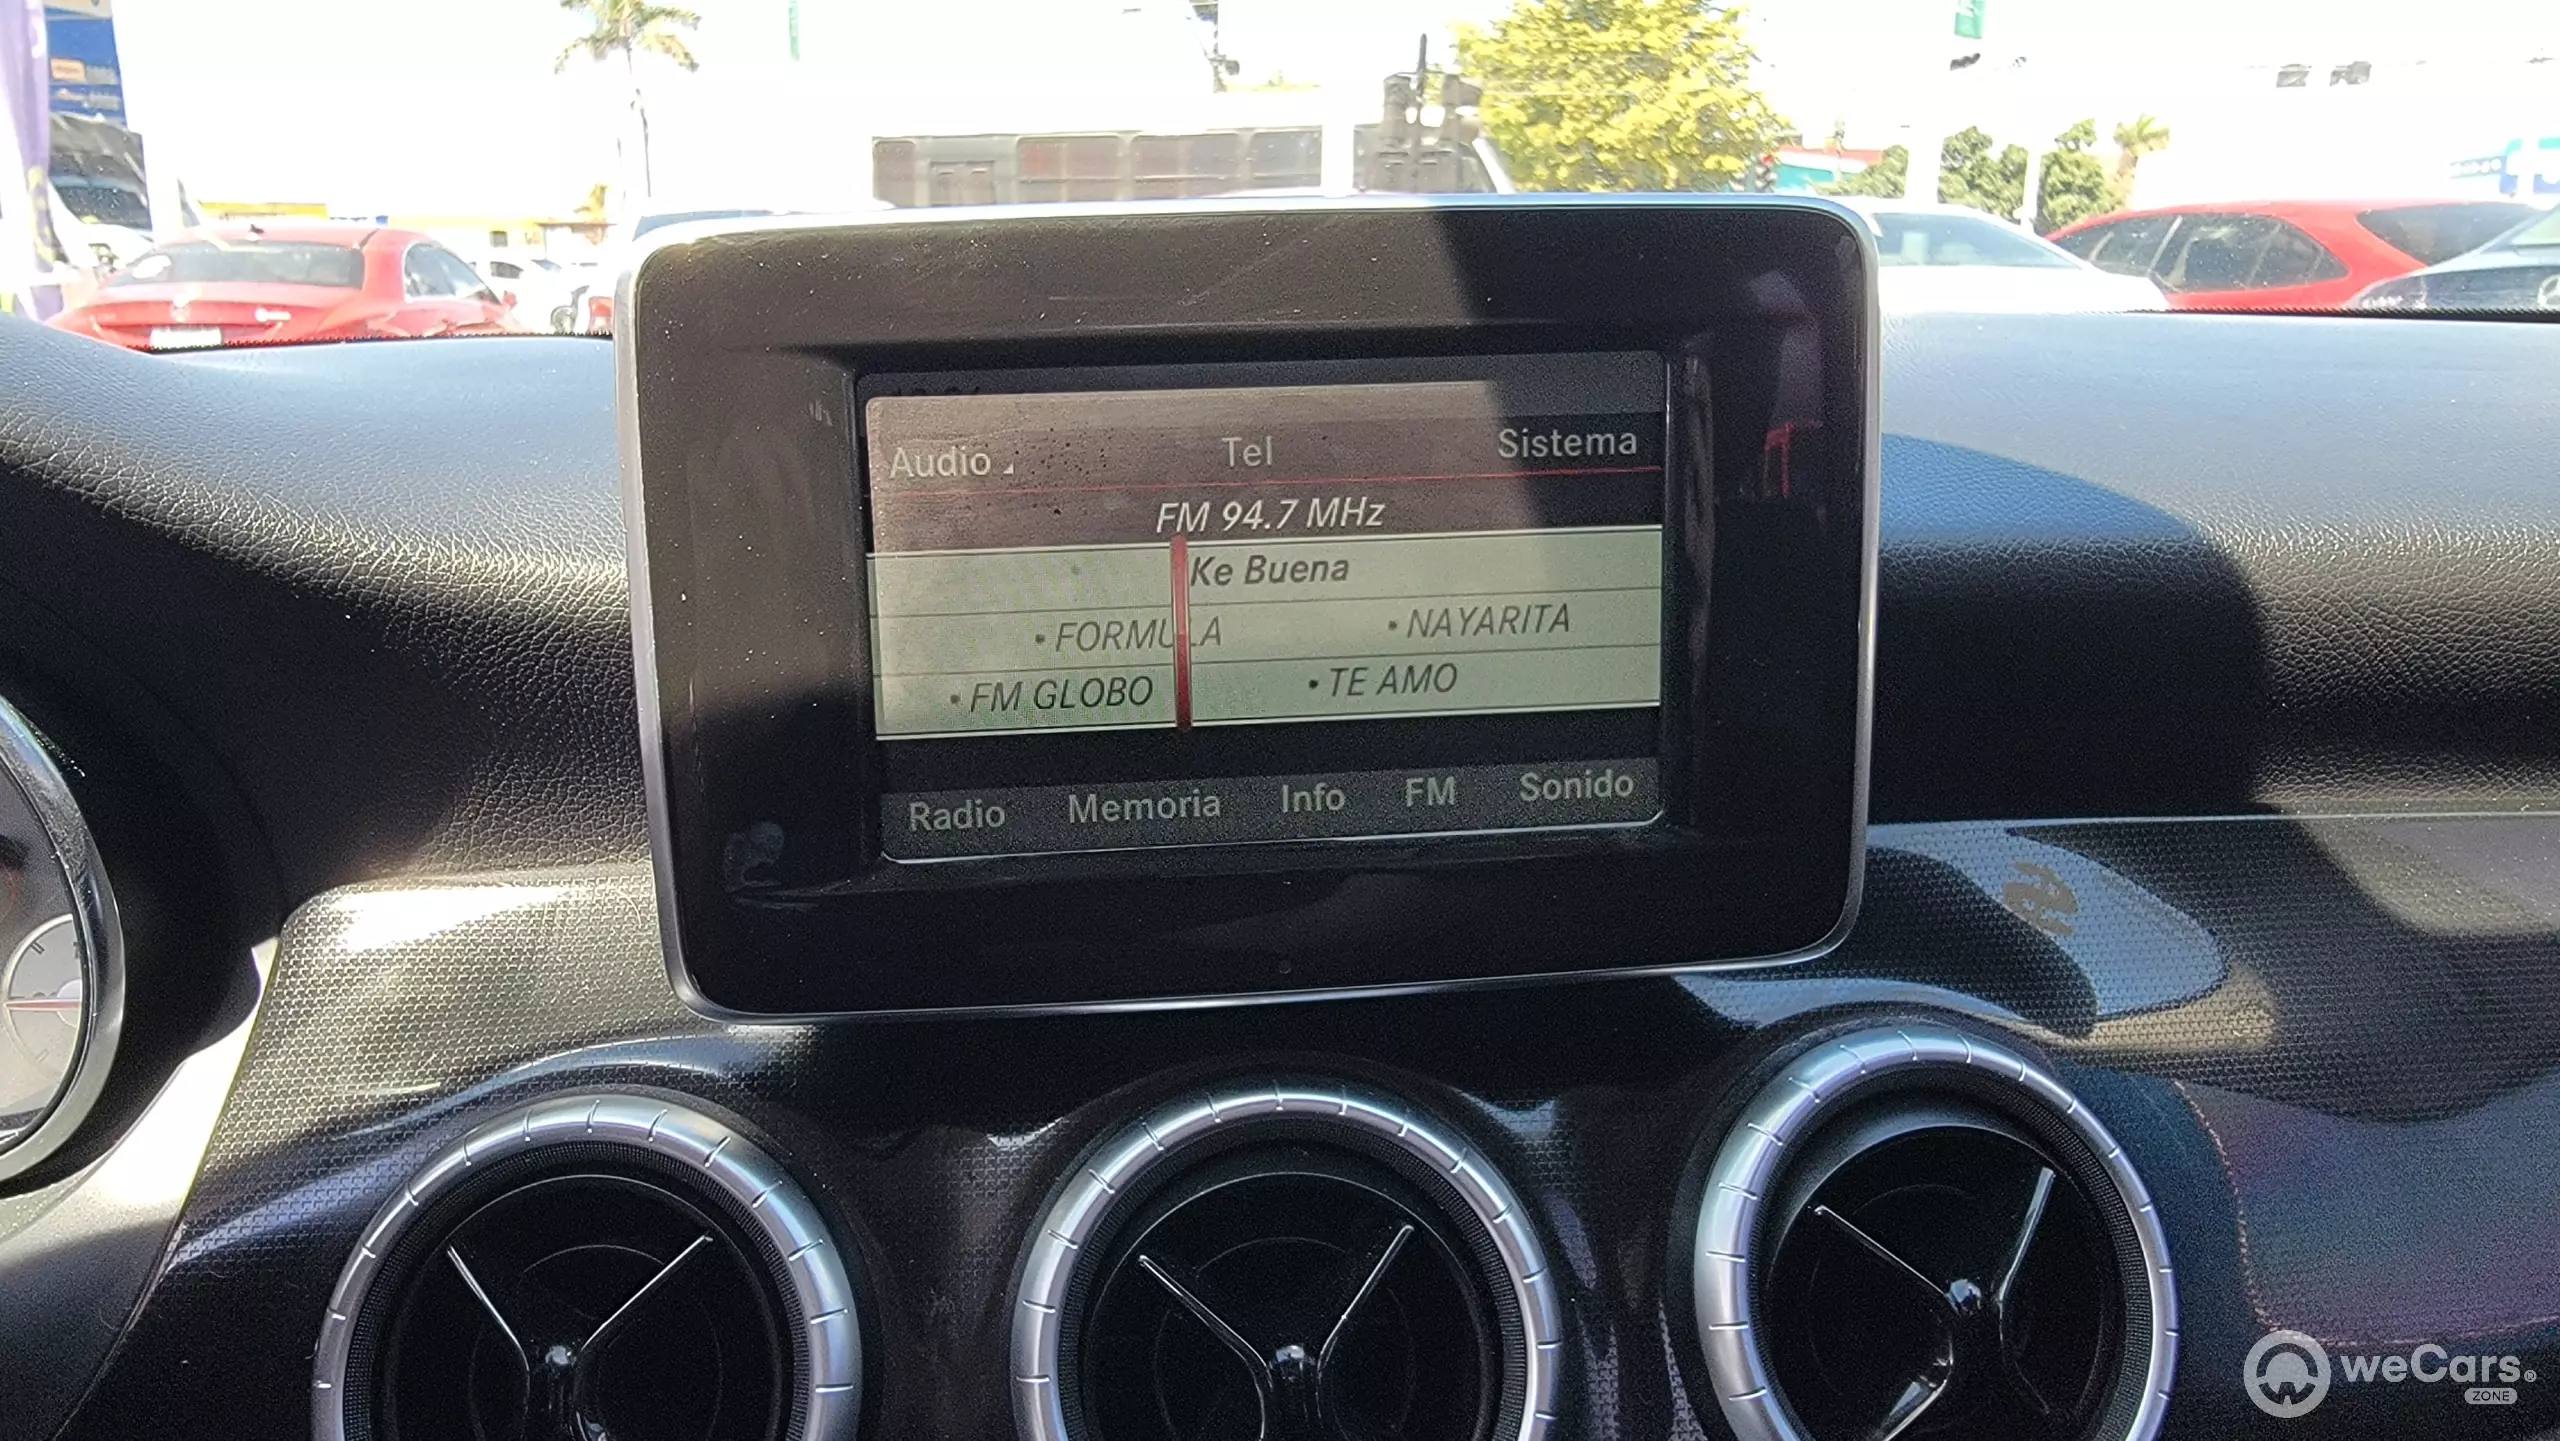 Audio Tel Sistema
FM 94.7 MHz
Ke Buena
• FORMULA • NAYARITA
• FM GLOBO • TE AMO
Radio Memoria Info FM Sonido
weCars®
ZONE